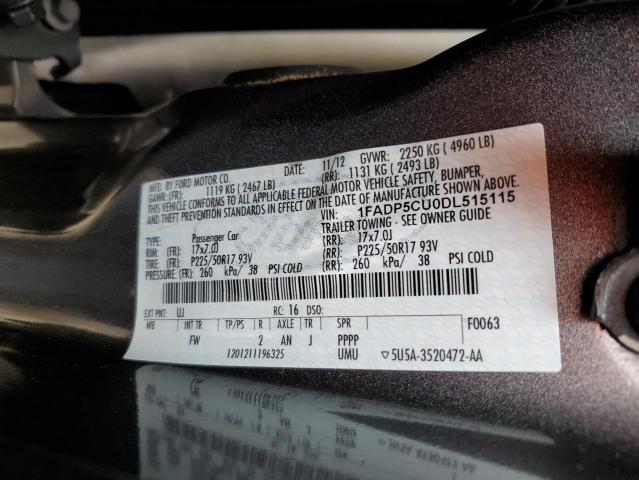 MFD. BY FORD MOTOR CO. DATE: 11/12 GVWR: 2250 KG ( 4960 LB)
GAWR:(FR): 1119 KG ( 2467 LB) (RR): 1131 KG ( 2493 LB)
THIS VEHICLE CONFORMS TO ALL APPLICABLE FEDERAL MOTOR VEHICLE SAFETY, BUMPER,
AND THEFT PREVENTION STANDARDS IN EFFECT ON THE DATE OF MANUFACTURE SHOWN ABOVE.
VIN: 1FADP5CU0DL515115
TYPE: Passenger Car TRAILER TOWING - SEE OWNER GUIDE
RIM: (FR): 17x7.0J (RR): 17x7.0J
TIRE: (FR): P225/50R17 93V (RR): P225/50R17 93V
PRESSURE: (FR): 260 kPa/ 38 PSI COLD (RR): 260 kPa/ 38 PSI COLD
EXT PNT: UJ RC: 16 DSO:
WB INT TR TP/PS R AXLE TR SPR F0063
FW 2 AN J PPPP
1201211196325 UMU ▽5U5A-3520472-AA